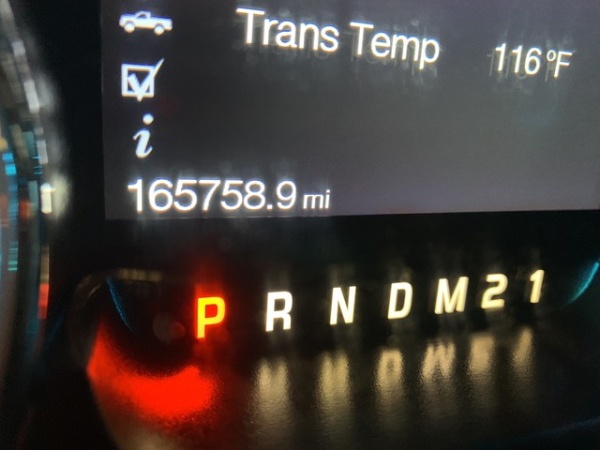 Trans Temp 116°F
i
165758.9 mi
P R N D M 2 1